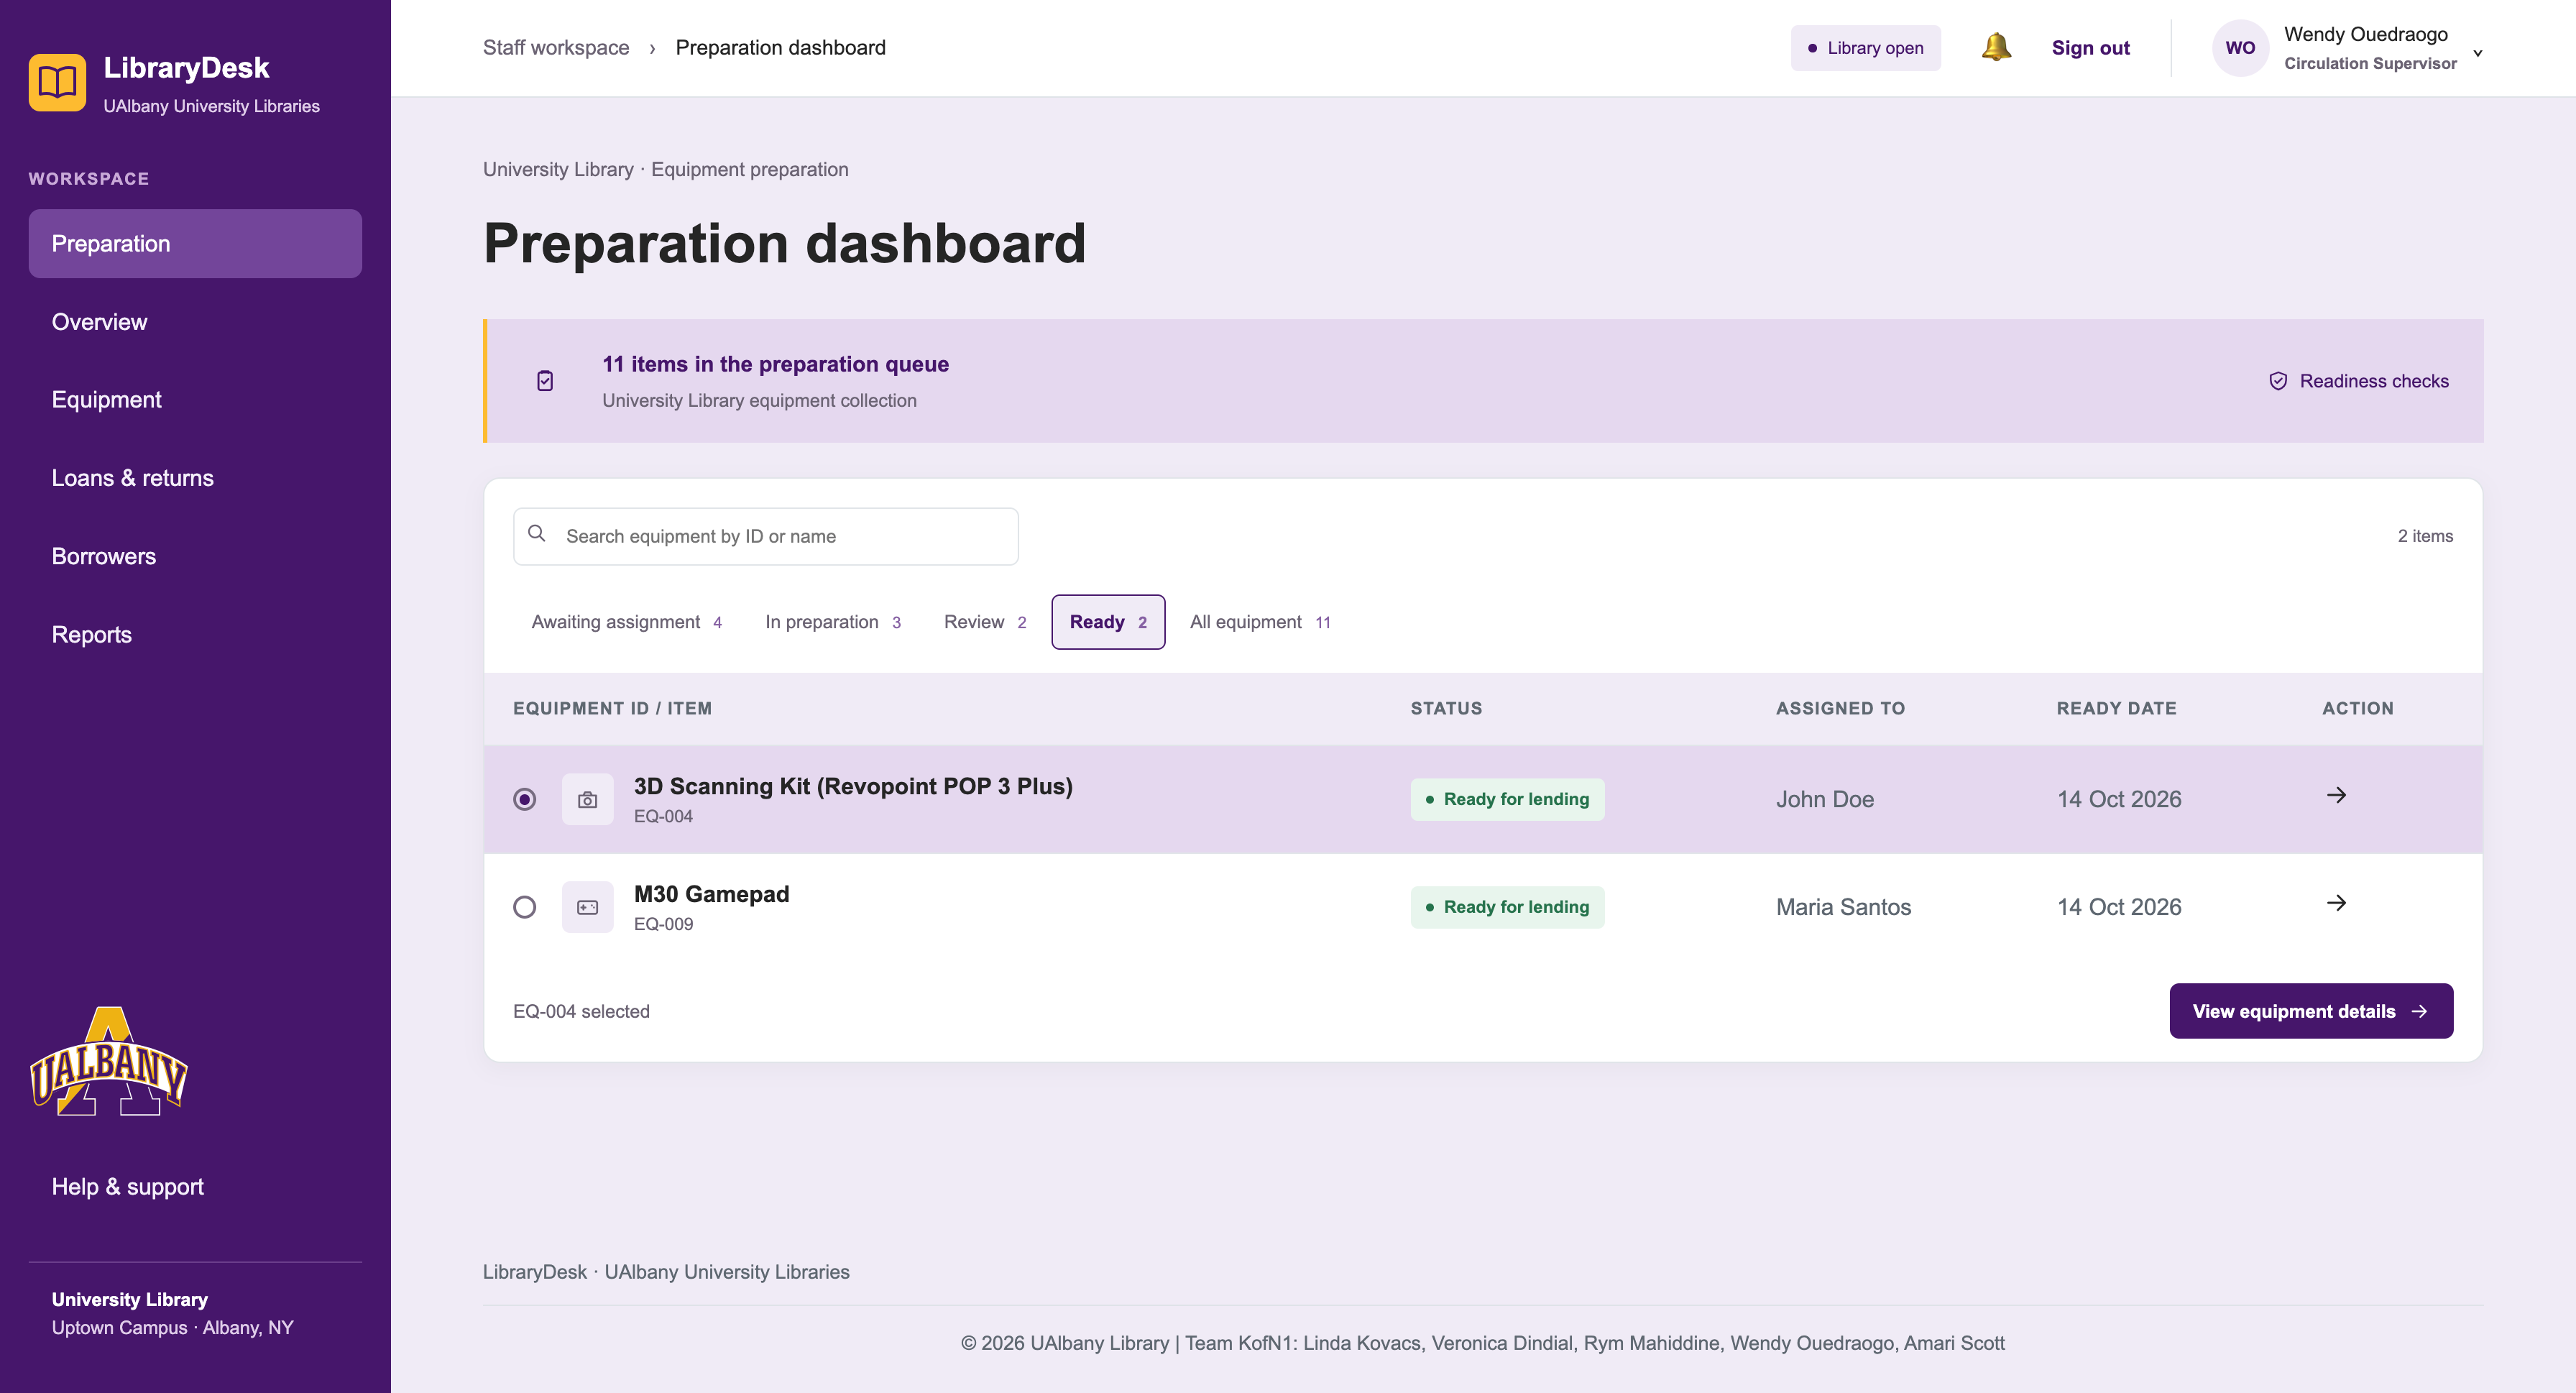 LibraryDesk
UAlbany University Libraries
WORKSPACE
Preparation
Overview
Equipment
Loans & returns
Borrowers
Reports
UALBANY
Help & support
University Library
Uptown Campus · Albany, NY
Staff workspace › Preparation dashboard
Library open
Sign out
WO
Wendy Ouedraogo
Circulation Supervisor
University Library · Equipment preparation
Preparation dashboard
11 items in the preparation queue
University Library equipment collection
Readiness checks
Search equipment by ID or name
2 items
Awaiting assignment 4 In preparation 3 Review 2 Ready 2 All equipment 11
EQUIPMENT ID / ITEM STATUS ASSIGNED TO READY DATE ACTION
3D Scanning Kit (Revopoint POP 3 Plus)
EQ-004
Ready for lending John Doe 14 Oct 2026 →
M30 Gamepad
EQ-009
Ready for lending Maria Santos 14 Oct 2026 →
EQ-004 selected
View equipment details →
LibraryDesk · UAlbany University Libraries
© 2026 UAlbany Library | Team KofN1: Linda Kovacs, Veronica Dindial, Rym Mahiddine, Wendy Ouedraogo, Amari Scott